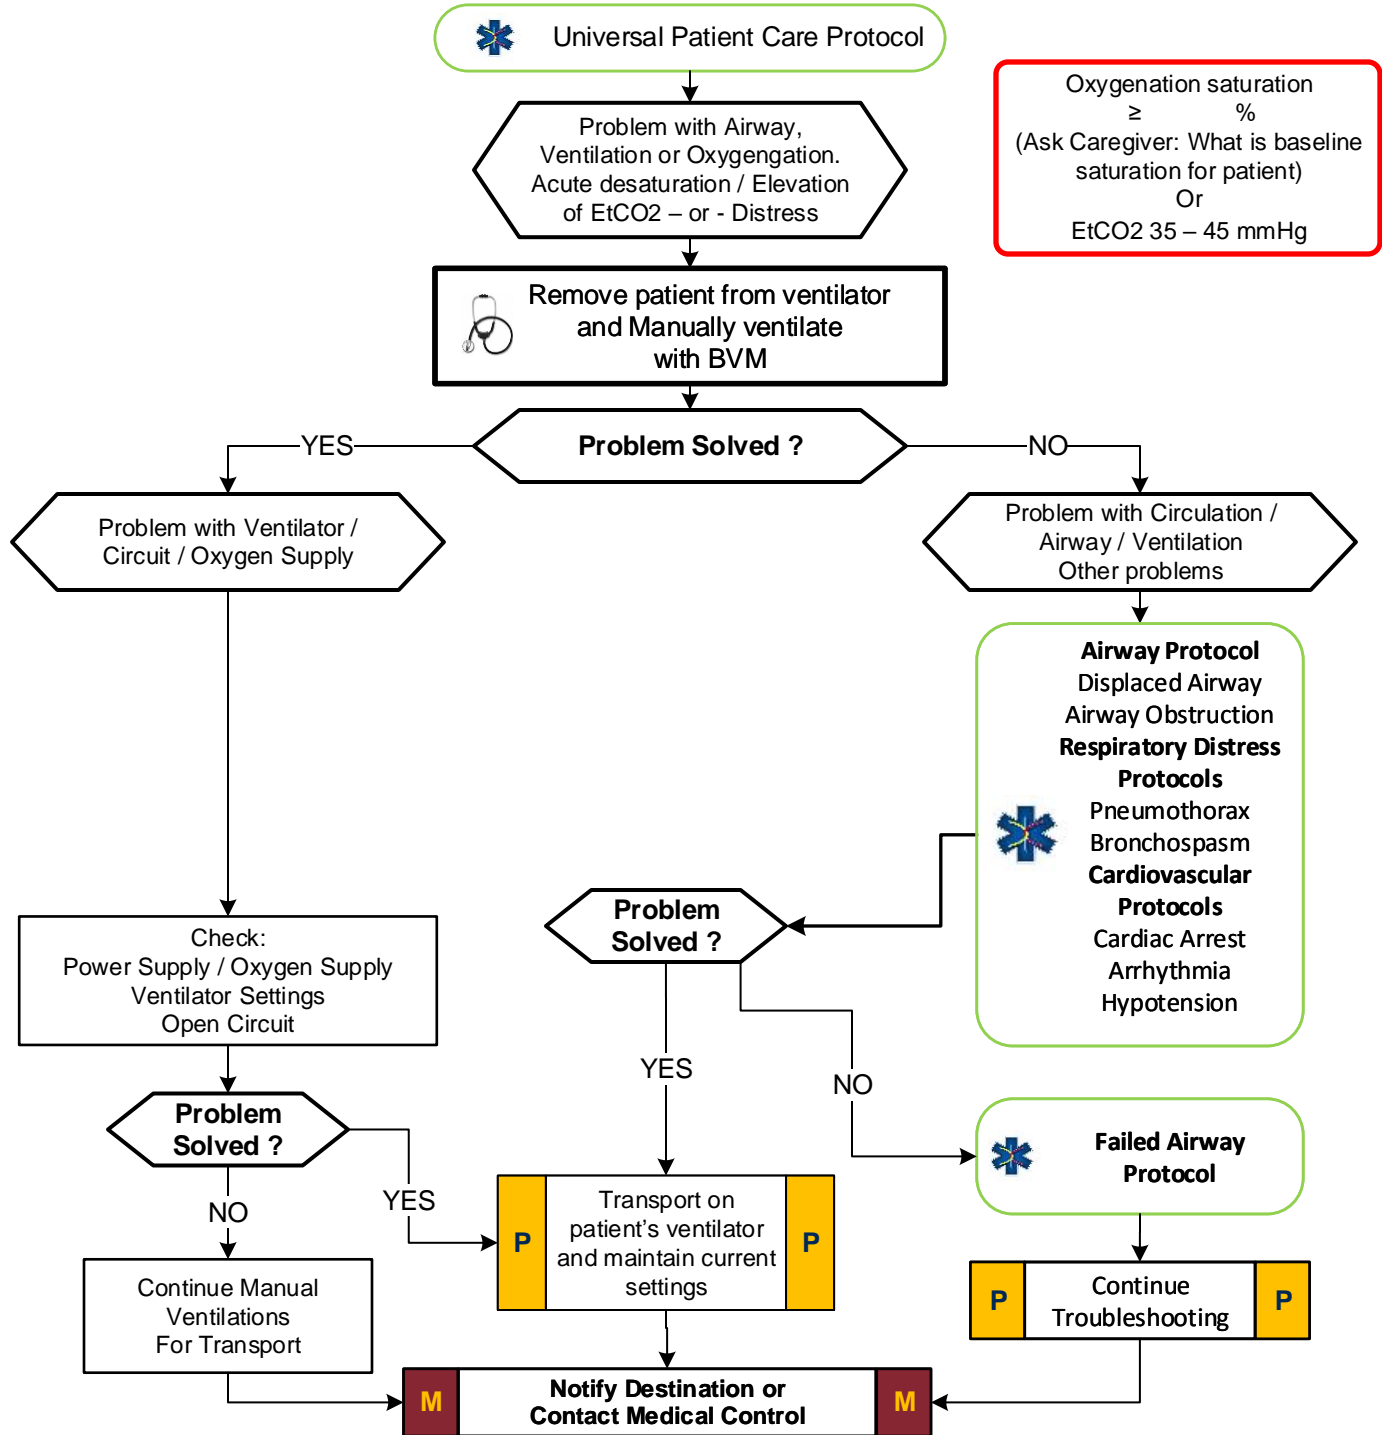 Universal Patient Care Protocol
Oxygenation saturation
≥ %
(Ask Caregiver: What is baseline
saturation for patient)
Or
EtCO2 35 – 45 mmHg
Problem with Airway,
Ventilation or Oxygengation.
Acute desaturation / Elevation
of EtCO2 – or - Distress
Remove patient from ventilator
and Manually ventilate
with BVM
YES
Problem Solved ?
NO
Problem with Ventilator /
Circuit / Oxygen Supply
Problem with Circulation /
Airway / Ventilation
Other problems
Airway Protocol
Displaced Airway
Airway Obstruction
Respiratory Distress
Protocols
Pneumothorax
Bronchospasm
Cardiovascular
Protocols
Cardiac Arrest
Arrhythmia
Hypotension
Problem
Solved ?
Check:
Power Supply / Oxygen Supply
Ventilator Settings
Open Circuit
YES
NO
Problem
Solved ?
Failed Airway
Protocol
NO
YES
P
Transport on
patient’s ventilator
and maintain current
settings
P
Continue Manual
Ventilations
For Transport
P
Continue
Troubleshooting
P
M
Notify Destination or
Contact Medical Control
M